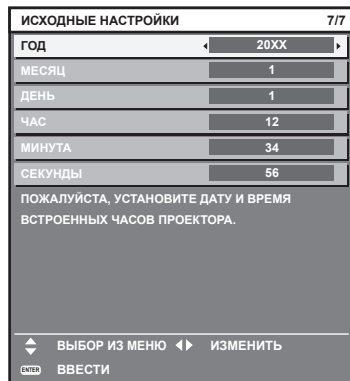 ИСХОДНЫЕ НАСТРОЙКИ 7/7
ГОД 20XX
МЕСЯЦ 1
ДЕНЬ 1
ЧАС 12
МИНУТА 34
СЕКУНДЫ 56
ПОЖАЛУЙСТА, УСТАНОВИТЕ ДАТУ И ВРЕМЯ
ВСТРОЕННЫХ ЧАСОВ ПРОЕКТОРА.
ВЫБОР ИЗ МЕНЮ ИЗМЕНИТЬ
ENTER ВВЕСТИ